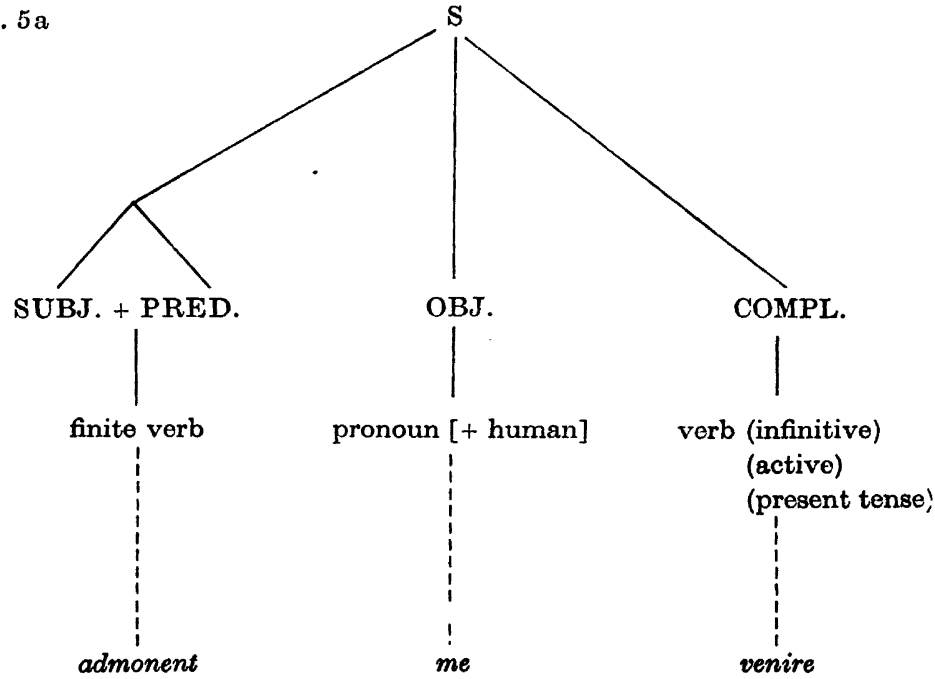 . 5a
S
SUBJ. + PRED. OBJ. COMPL.
finite verb pronoun [+ human] verb (infinitive)
(active)
(present tense)
admonent me venire